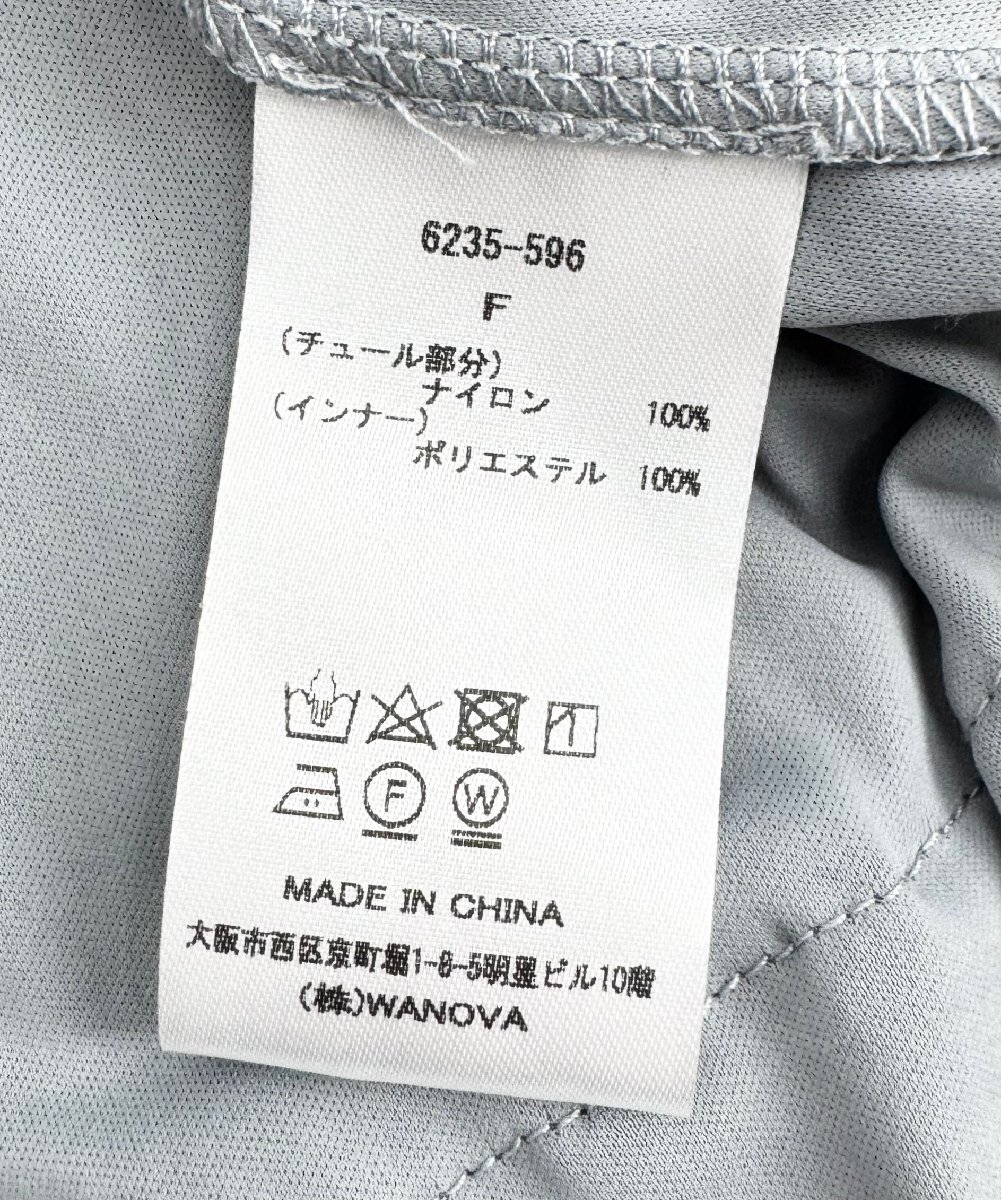 6235-596
F
(チュール部分)
ナイロン 100%
(インナー)
ポリエステル 100%
F W
MADE IN CHINA
大阪市西区京町堀1-8-5明星ビル10階
(株)WANOVA